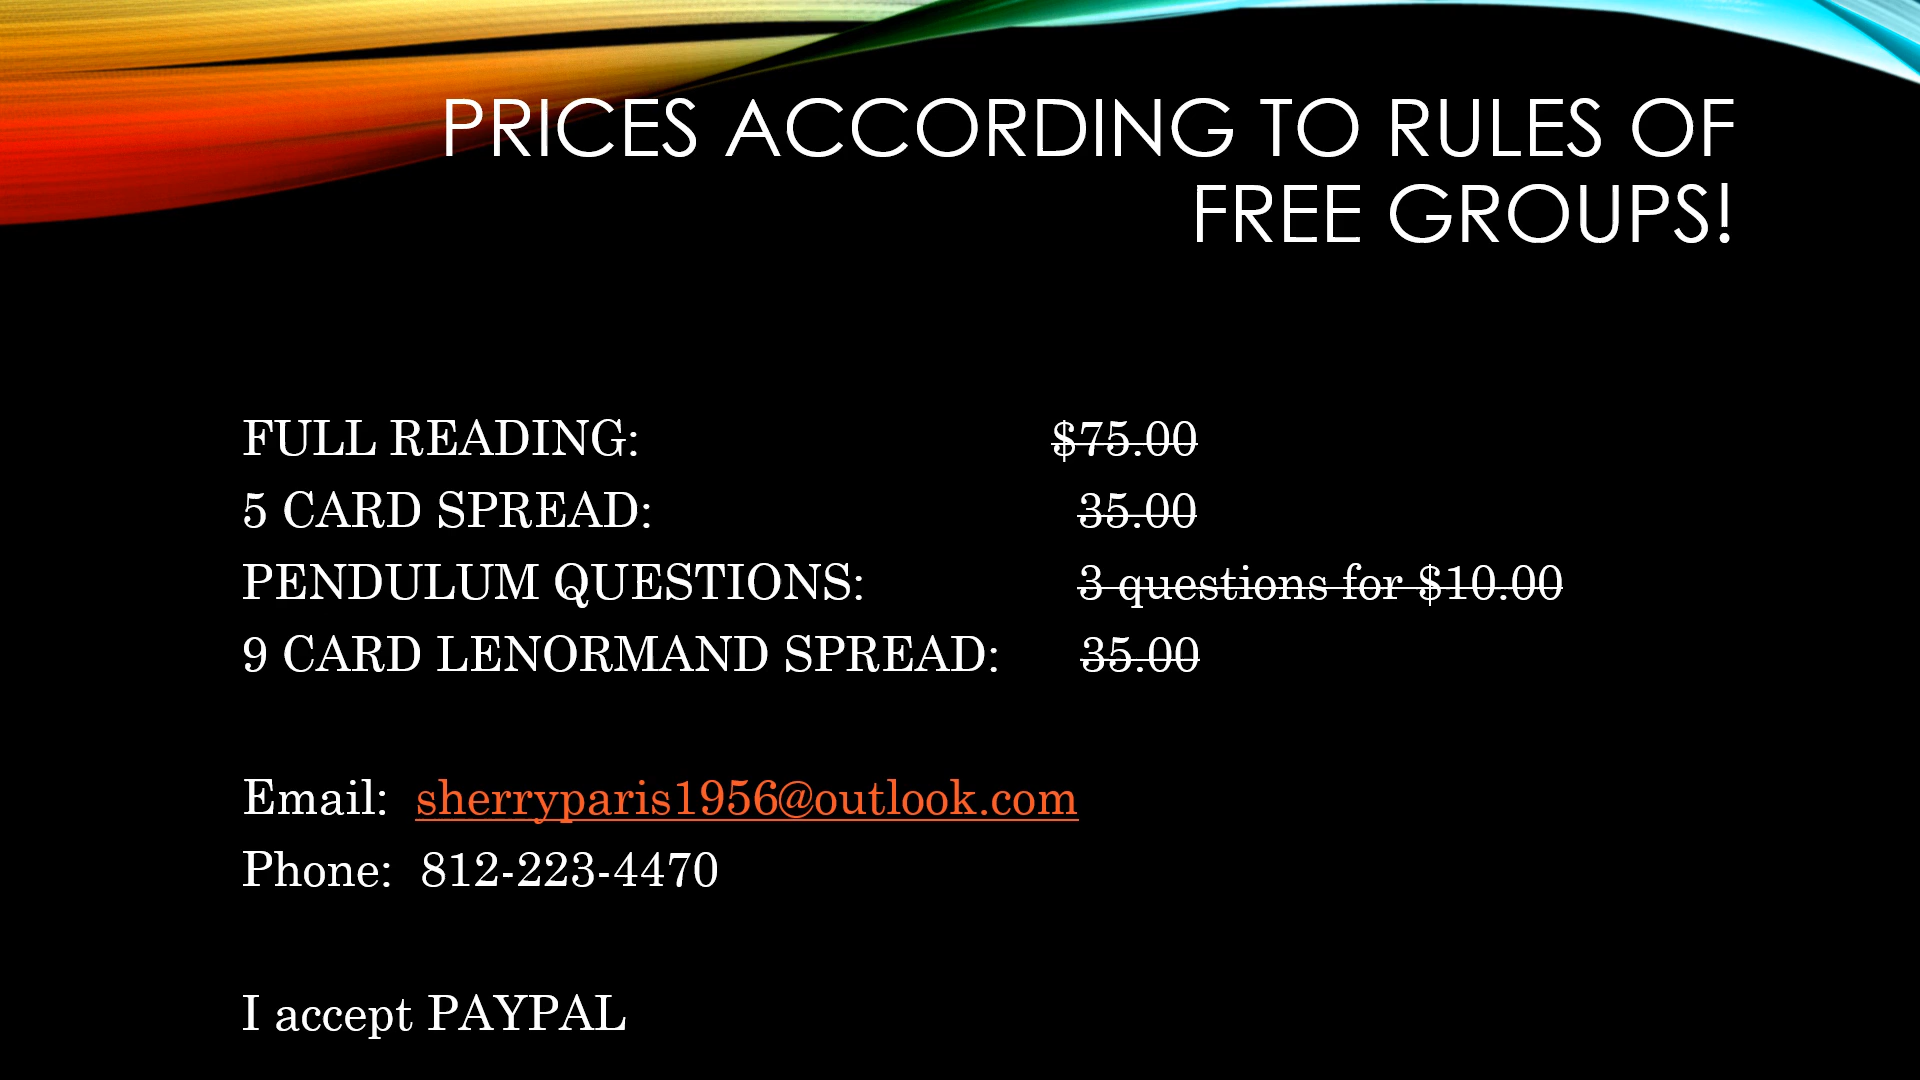 PRICES ACCORDING TO RULES OF
FREE GROUPS!
FULL READING: $75.00
5 CARD SPREAD: 35.00
PENDULUM QUESTIONS: 3 questions for $10.00
9 CARD LENORMAND SPREAD: 35.00
Email: sherryparis1956@outlook.com
Phone: 812-223-4470
I accept PAYPAL